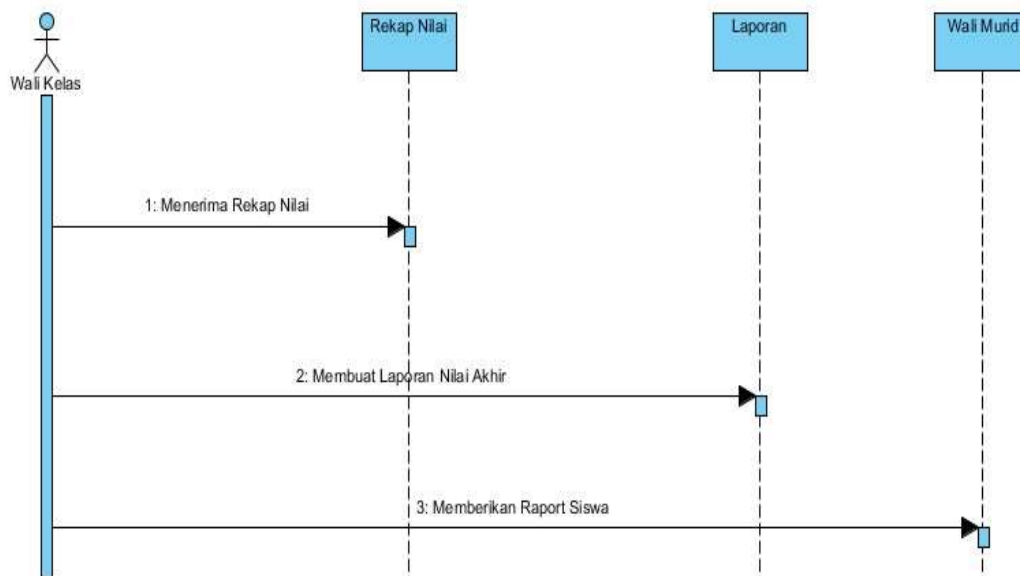 Rekap Nilai
Laporan
Wali Murid
Wali Kelas
1: Menerima Rekap Nilai
2: Membuat Laporan Nilai Akhir
3: Memberikan Raport Siswa